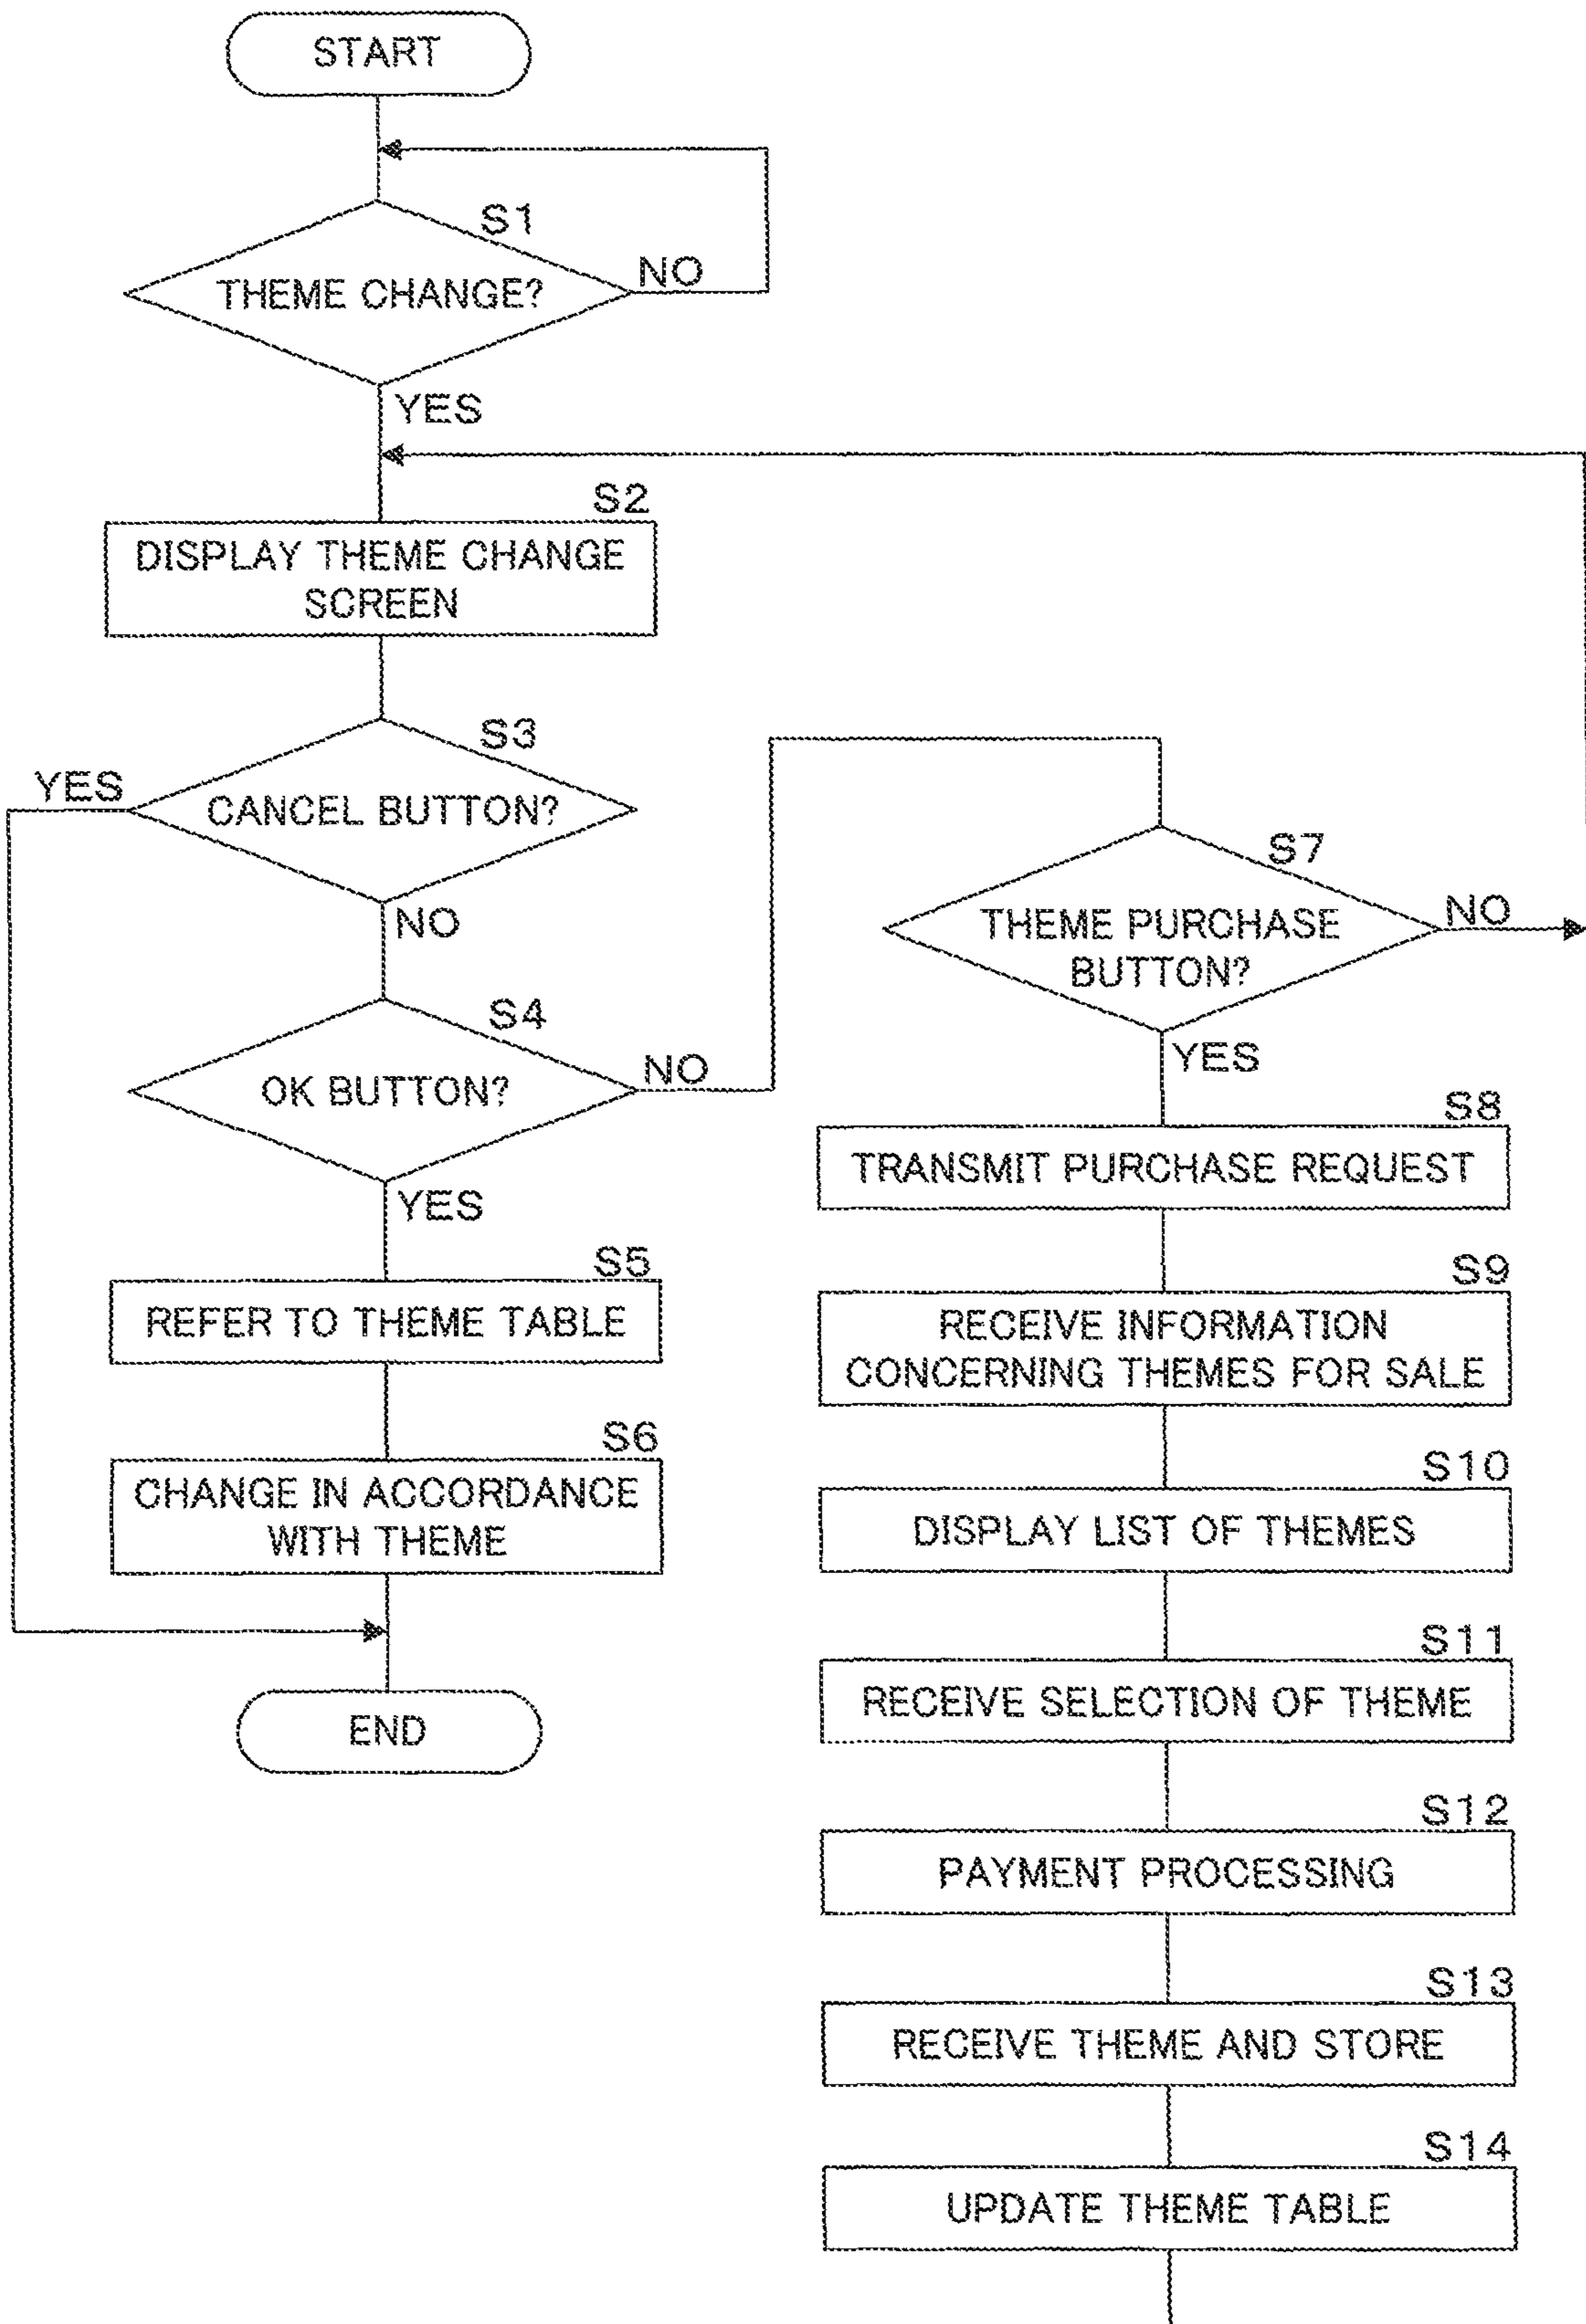 START
S1
THEME CHANGE?
NO
YES
S2
DISPLAY THEME CHANGE
SCREEN
S3
YES
CANCEL BUTTON?
NO
S4
OK BUTTON?
NO
YES
S5
REFER TO THEME TABLE
S6
CHANGE IN ACCORDANCE
WITH THEME
END
S7
THEME PURCHASE
BUTTON?
NO
YES
S8
TRANSMIT PURCHASE REQUEST
S9
RECEIVE INFORMATION
CONCERNING THEMES FOR SALE
S10
DISPLAY LIST OF THEMES
S11
RECEIVE SELECTION OF THEME
S12
PAYMENT PROCESSING
S13
RECEIVE THEME AND STORE
S14
UPDATE THEME TABLE